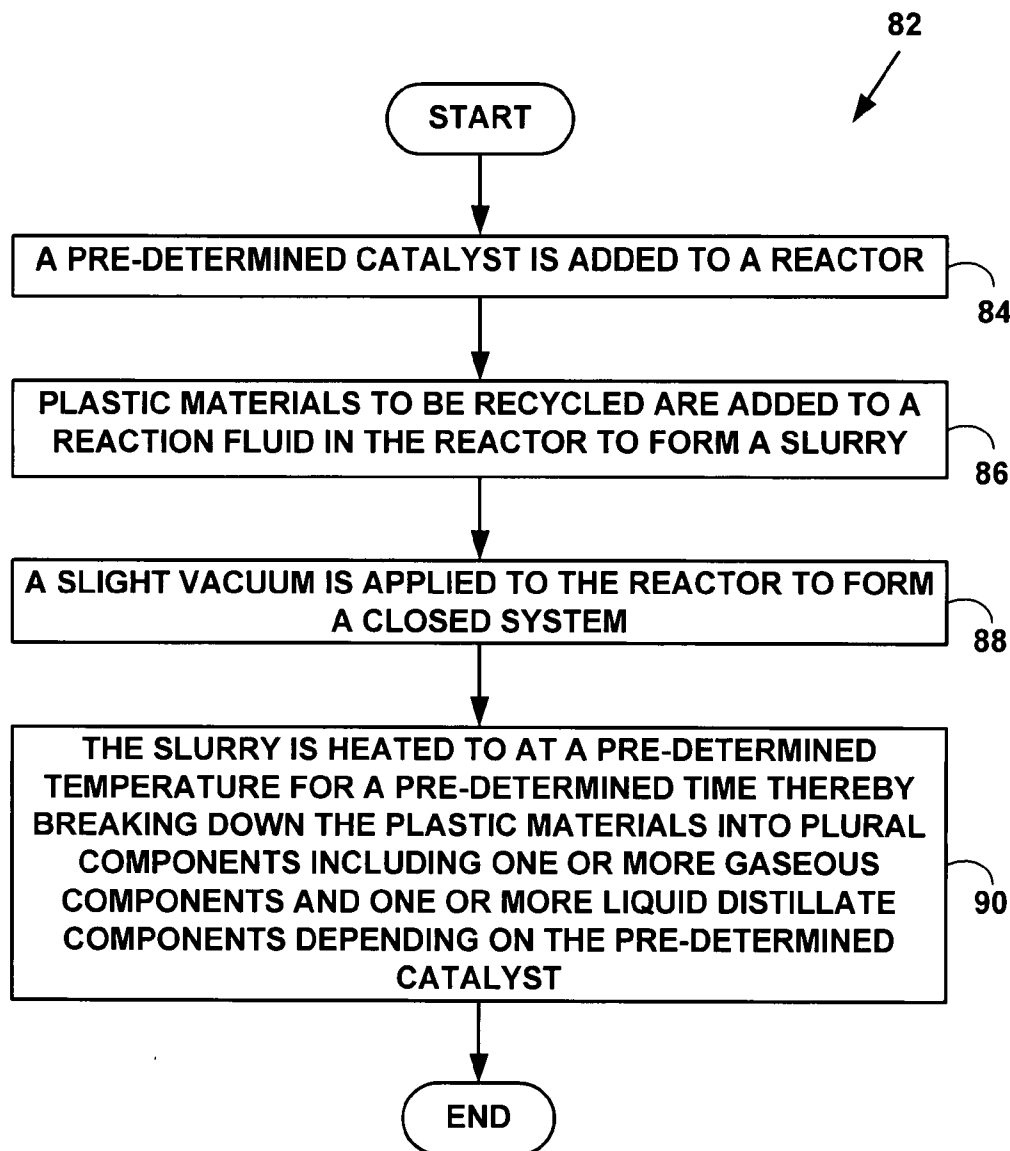 82
START
A PRE-DETERMINED CATALYST IS ADDED TO A REACTOR
84
PLASTIC MATERIALS TO BE RECYCLED ARE ADDED TO A
REACTION FLUID IN THE REACTOR TO FORM A SLURRY
86
A SLIGHT VACUUM IS APPLIED TO THE REACTOR TO FORM
A CLOSED SYSTEM
88
THE SLURRY IS HEATED TO AT A PRE-DETERMINED
TEMPERATURE FOR A PRE-DETERMINED TIME THEREBY
BREAKING DOWN THE PLASTIC MATERIALS INTO PLURAL
COMPONENTS INCLUDING ONE OR MORE GASEOUS
COMPONENTS AND ONE OR MORE LIQUID DISTILLATE
COMPONENTS DEPENDING ON THE PRE-DETERMINED
CATALYST
90
END